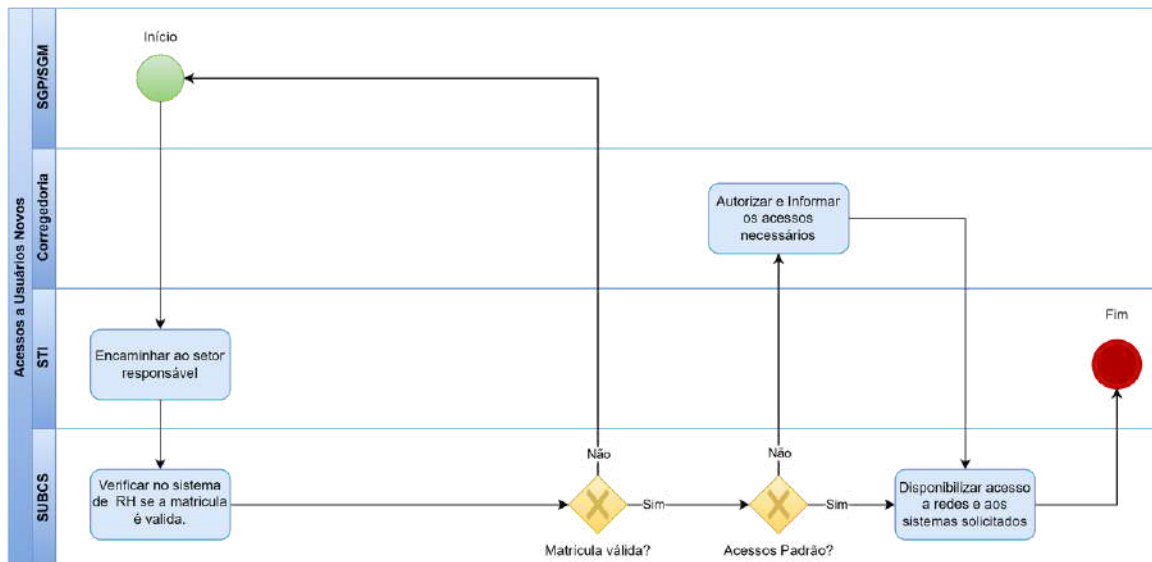 Acessos a Usuários Novos
SGP/SGM
Início
Corregedoria
Autorizar e Informar
os acessos
necessários
STI
Encaminhar ao setor
responsável
Fim
SUBCS
Verificar no sistema
de RH se a matricula
é valida.
Não
Sim
Matrícula válida?
Não
Sim
Acessos Padrão?
Disponibilizar acesso
a redes e aos
sistemas solicitados